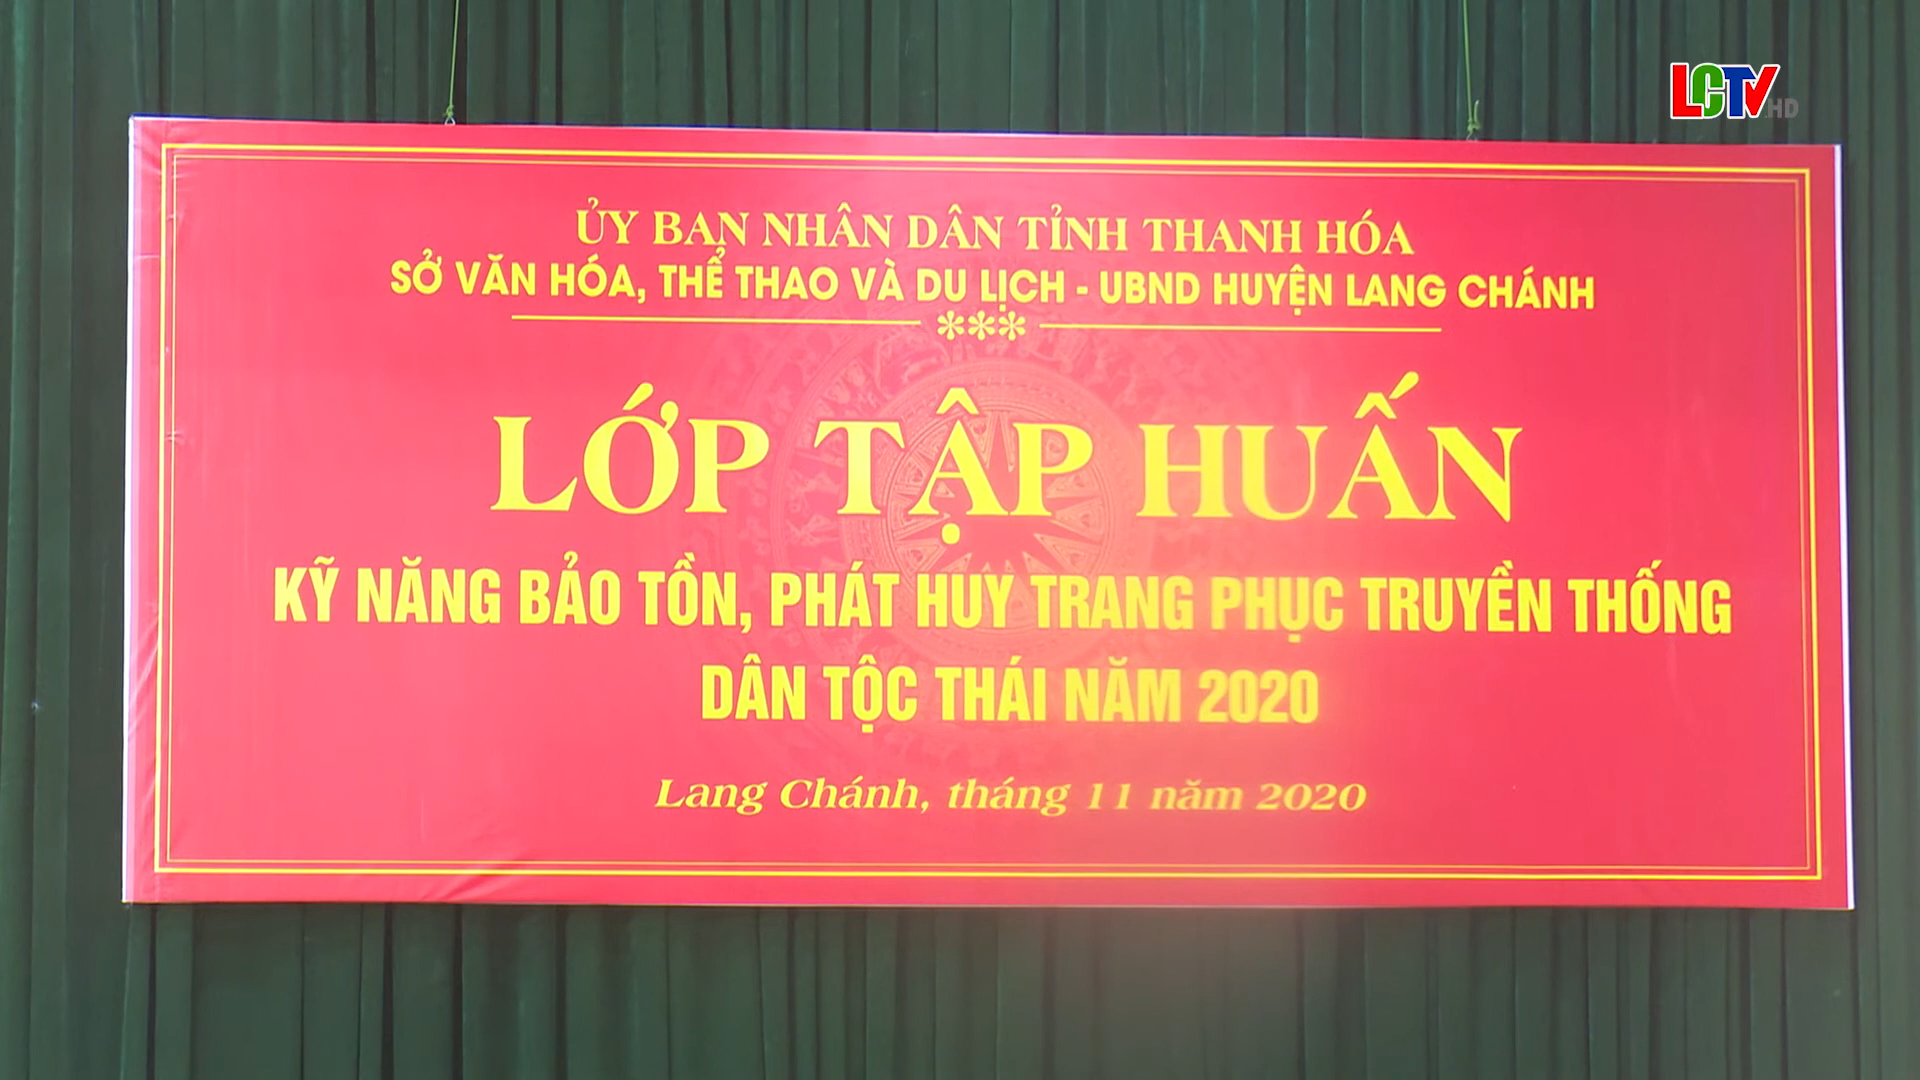 LCTV HD
ỦY BAN NHÂN DÂN TỈNH THANH HÓA
SỞ VĂN HÓA, THỂ THAO VÀ DU LỊCH - UBND HUYỆN LANG CHÁNH
***
LỚP TẬP HUẤN
KỸ NĂNG BẢO TỒN, PHÁT HUY TRANG PHỤC TRUYỀN THỐNG
DÂN TỘC THÁI NĂM 2020
Lang Chánh, tháng 11 năm 2020